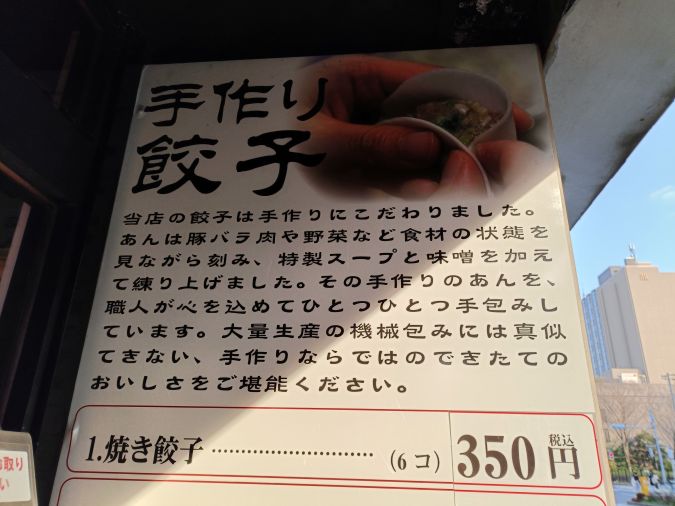 手作り
餃子
当店の餃子は手作りにこだわりました。
あんは豚バラ肉や野菜など食材の状態を
見ながら刻み、特製スープと味噌を加え
て練り上げました。その手作りのあんを、
職人が心を込めてひとつひとつ手包みし
ています。大量生産の機械包みには真似
できない、手作りならではのできたての
おいしさをご堪能ください。
1.焼き餃子 ………………………… (6コ) 350円 税込
取り
い